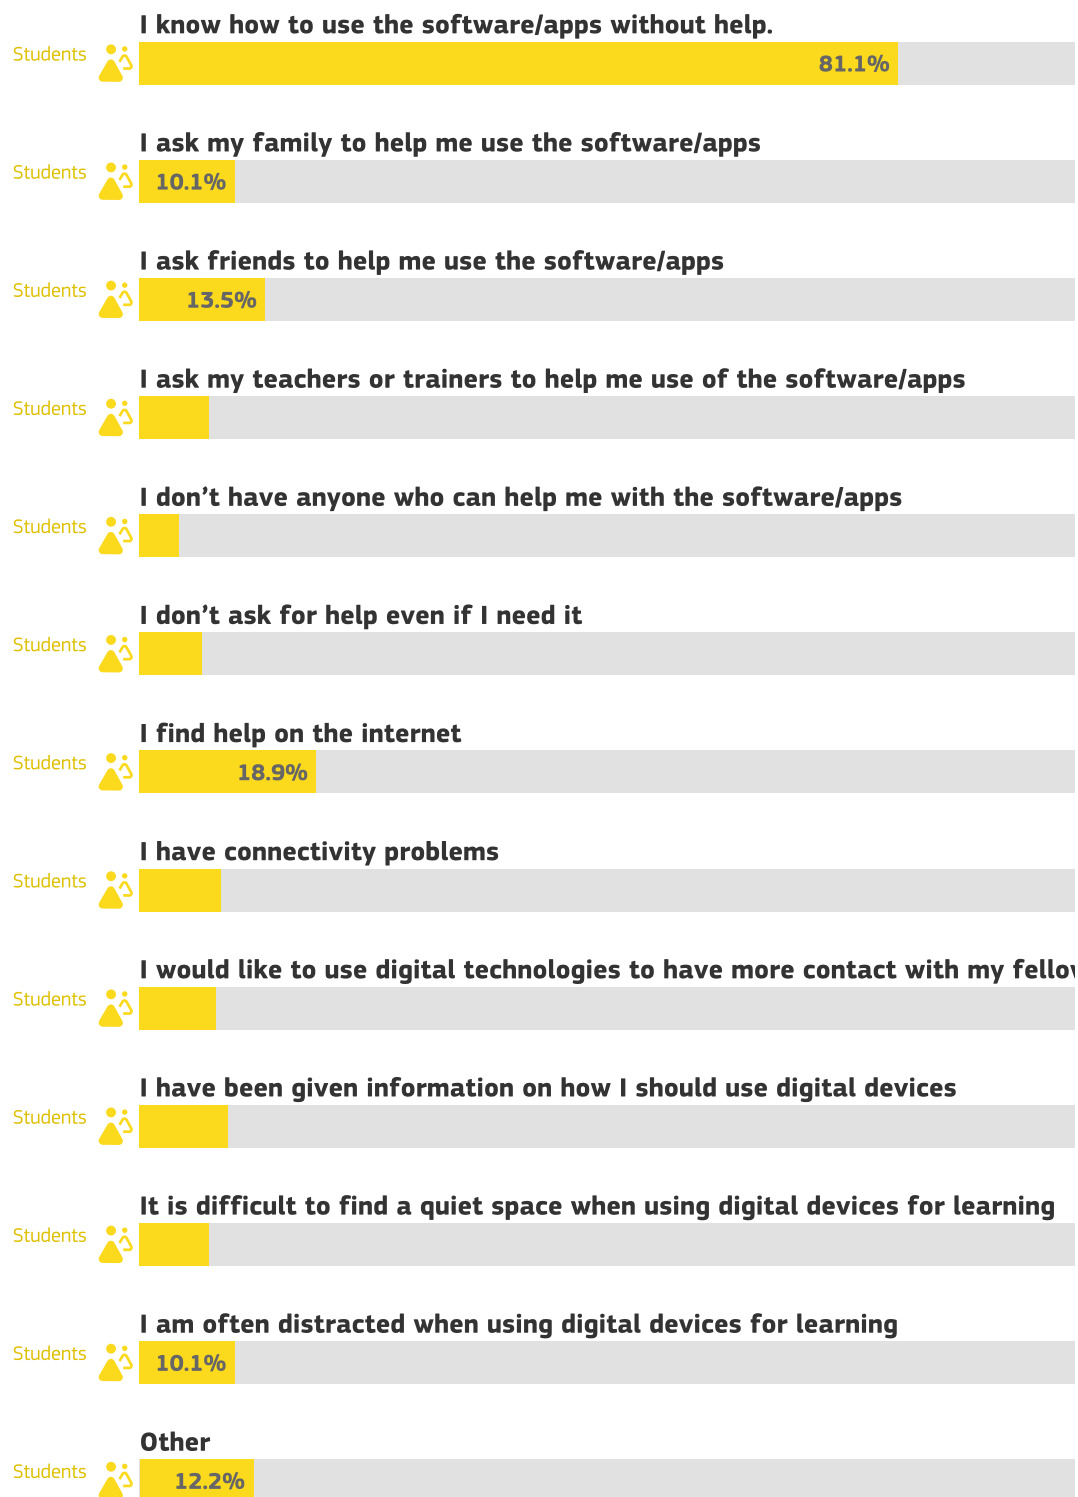 I know how to use the software/apps without help.
Students
81.1%
I ask my family to help me use the software/apps
Students
10.1%
I ask friends to help me use the software/apps
Students
13.5%
I ask my teachers or trainers to help me use of the software/apps
Students
I don’t have anyone who can help me with the software/apps
Students
I don’t ask for help even if I need it
Students
I find help on the internet
Students
18.9%
I have connectivity problems
Students
I would like to use digital technologies to have more contact with my
Students
I have been given information on how I should use digital devices
Students
It is difficult to find a quiet space when using digital devices for learning
Students
I am often distracted when using digital devices for learning
Students
10.1%
Other
Students
12.2%